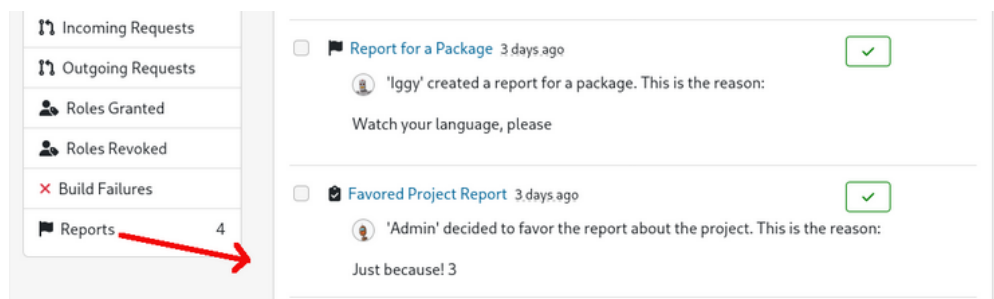 Incoming Requests
Outgoing Requests
Roles Granted
Roles Revoked
Build Failures
Reports 4
Report for a Package 3 days ago
'Iggy' created a report for a package. This is the reason:
Watch your language, please
Favored Project Report 3 days ago
'Admin' decided to favor the report about the project. This is the reason:
Just because! 3